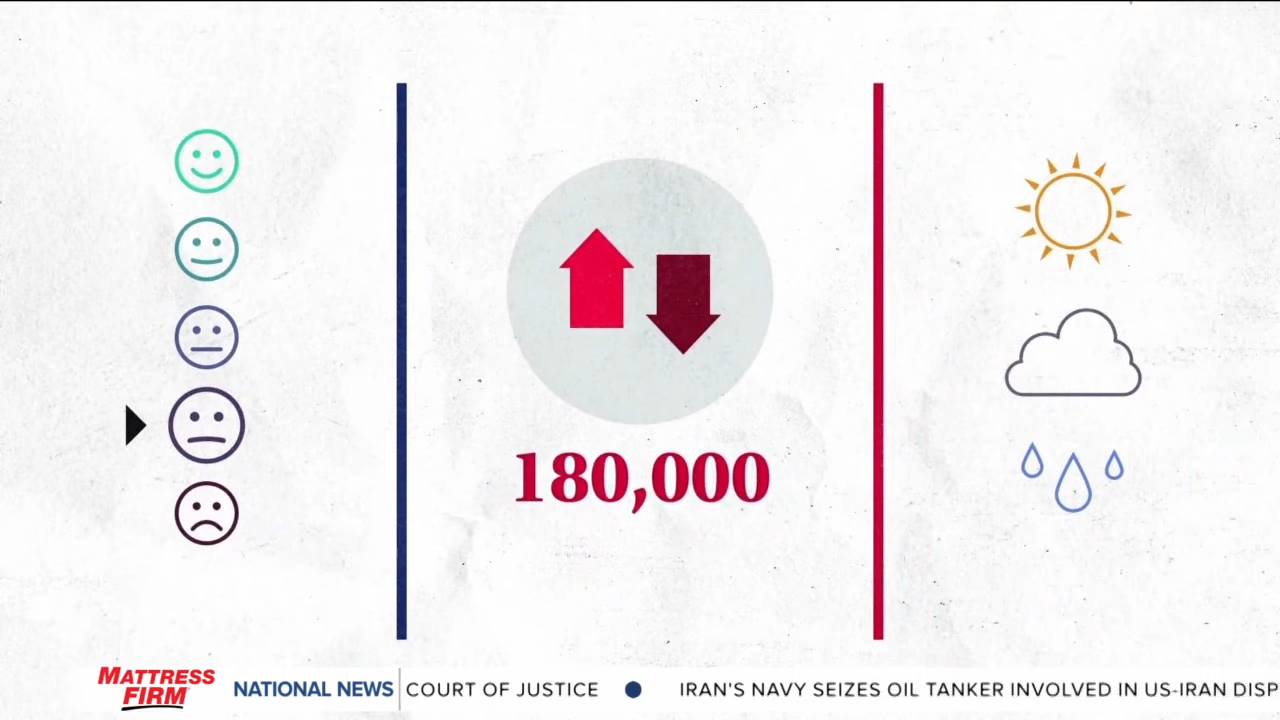 180,000
MATTRESS
FIRM
NATIONAL NEWS
COURT OF JUSTICE
IRAN'S NAVY SEIZES OIL TANKER INVOLVED IN US-IRAN DISP